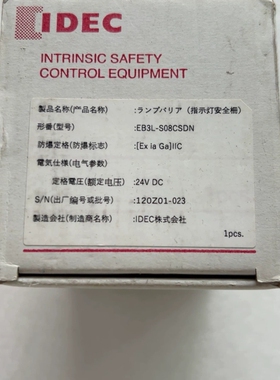 IDEC
INTRINSIC SAFETY
CONTROL EQUIPMENT
製品名称(产品名称) :ランプバリア (指示灯安全栅)
形番(型号) :EB3L-S08CSDN
防爆定格(防爆标志) :[Ex ia Ga]IIC
電気仕様(电气参数)
定格電圧(额定电压) :24V DC
S/N(出厂编号或批号) :120Z01-023
製造会社(制造商名称) :IDEC株式会社
1pcs.